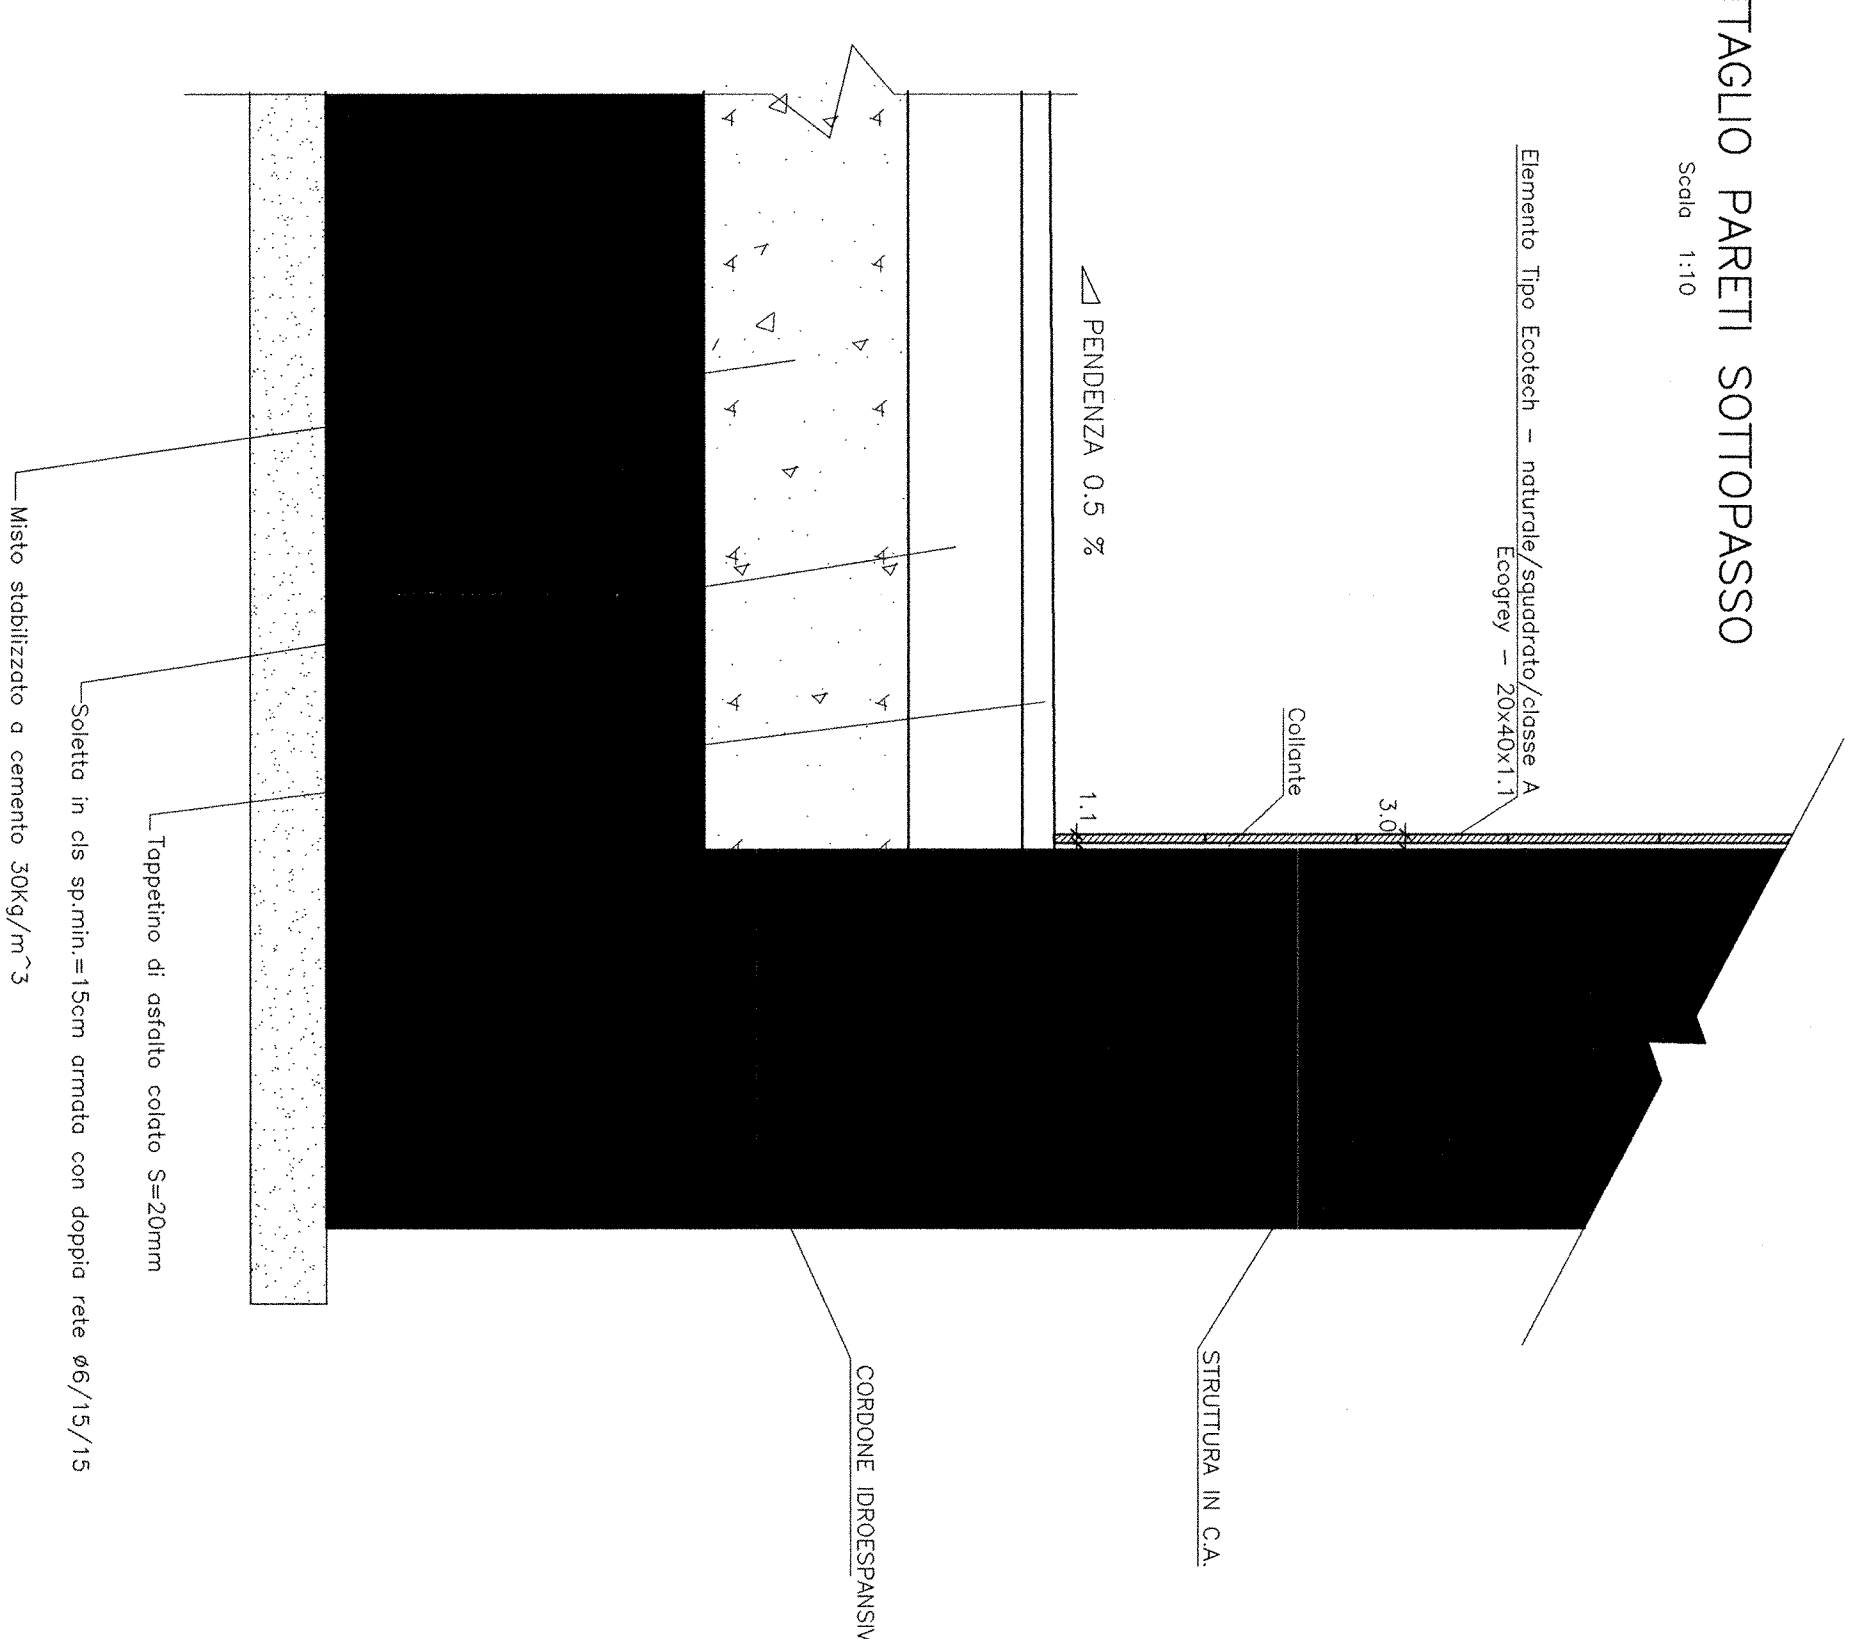 TAGLIO PARETI SOTTOPASSO
Scala 1:10
Elemento Tipo Ecotech – naturale/squadrato/classe A
Ecogrey – 20x40x1.1
3.0
Collante
1.1
PENDENZA 0.5 %
STRUTTURA IN C.A.
CORDONE IDROESPANSIV
Tappetino di asfalto colato S=20mm
Soletta in cls sp.min.=15cm armata con doppia rete ø6/15/15
Misto stabilizzato a cemento 30Kg/m^3